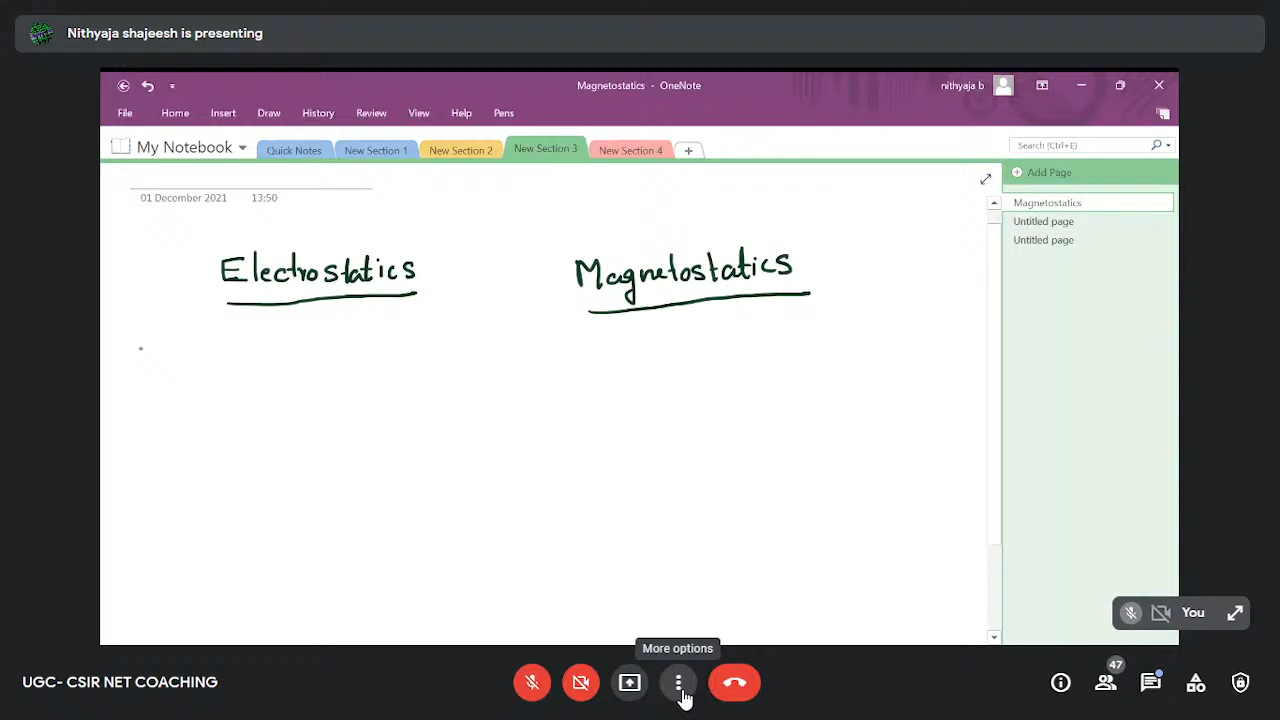 Nithyaja shajeesh is presenting
Magnetostatics - OneNote
nithyaja b
File Home Insert Draw History Review View Help Pens
My Notebook Quick Notes New Section 1 New Section 2 New Section 3 New Section 4 +
Search (Ctrl+E)
Add Page
01 December 2021 13:50
Magnetostatics
Untitled page
Untitled page
Electrostatics Magnetostatics
You
More options
UGC- CSIR NET COACHING
47